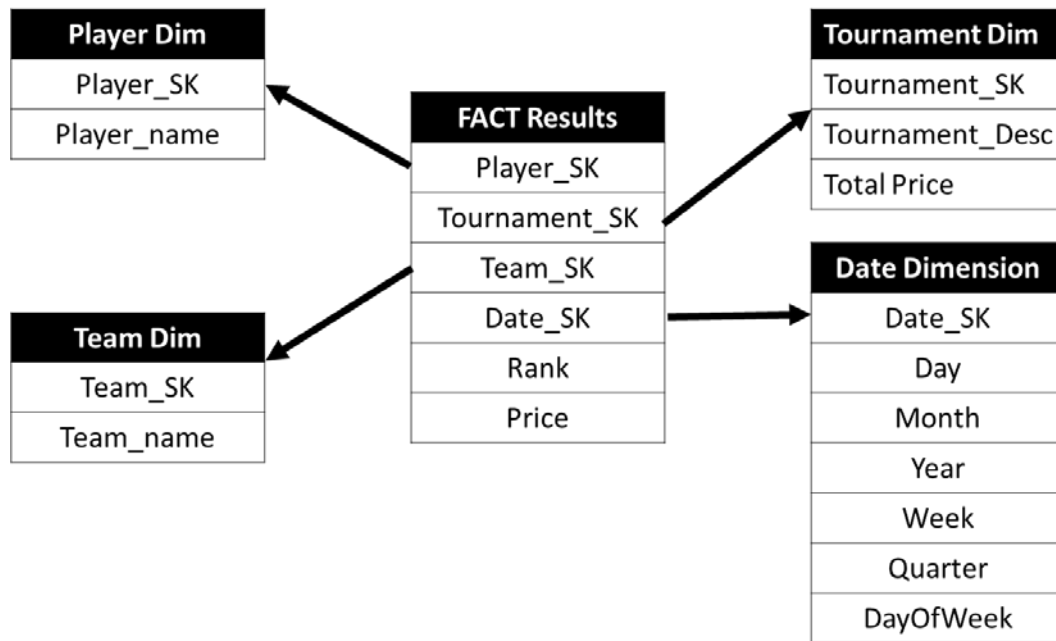 Player Dim
Player_SK
Player_name
Team Dim
Team_SK
Team_name
FACT Results
Player_SK
Tournament_SK
Team_SK
Date_SK
Rank
Price
Tournament Dim
Tournament_SK
Tournament_Desc
Total Price
Date Dimension
Date_SK
Day
Month
Year
Week
Quarter
DayOfWeek